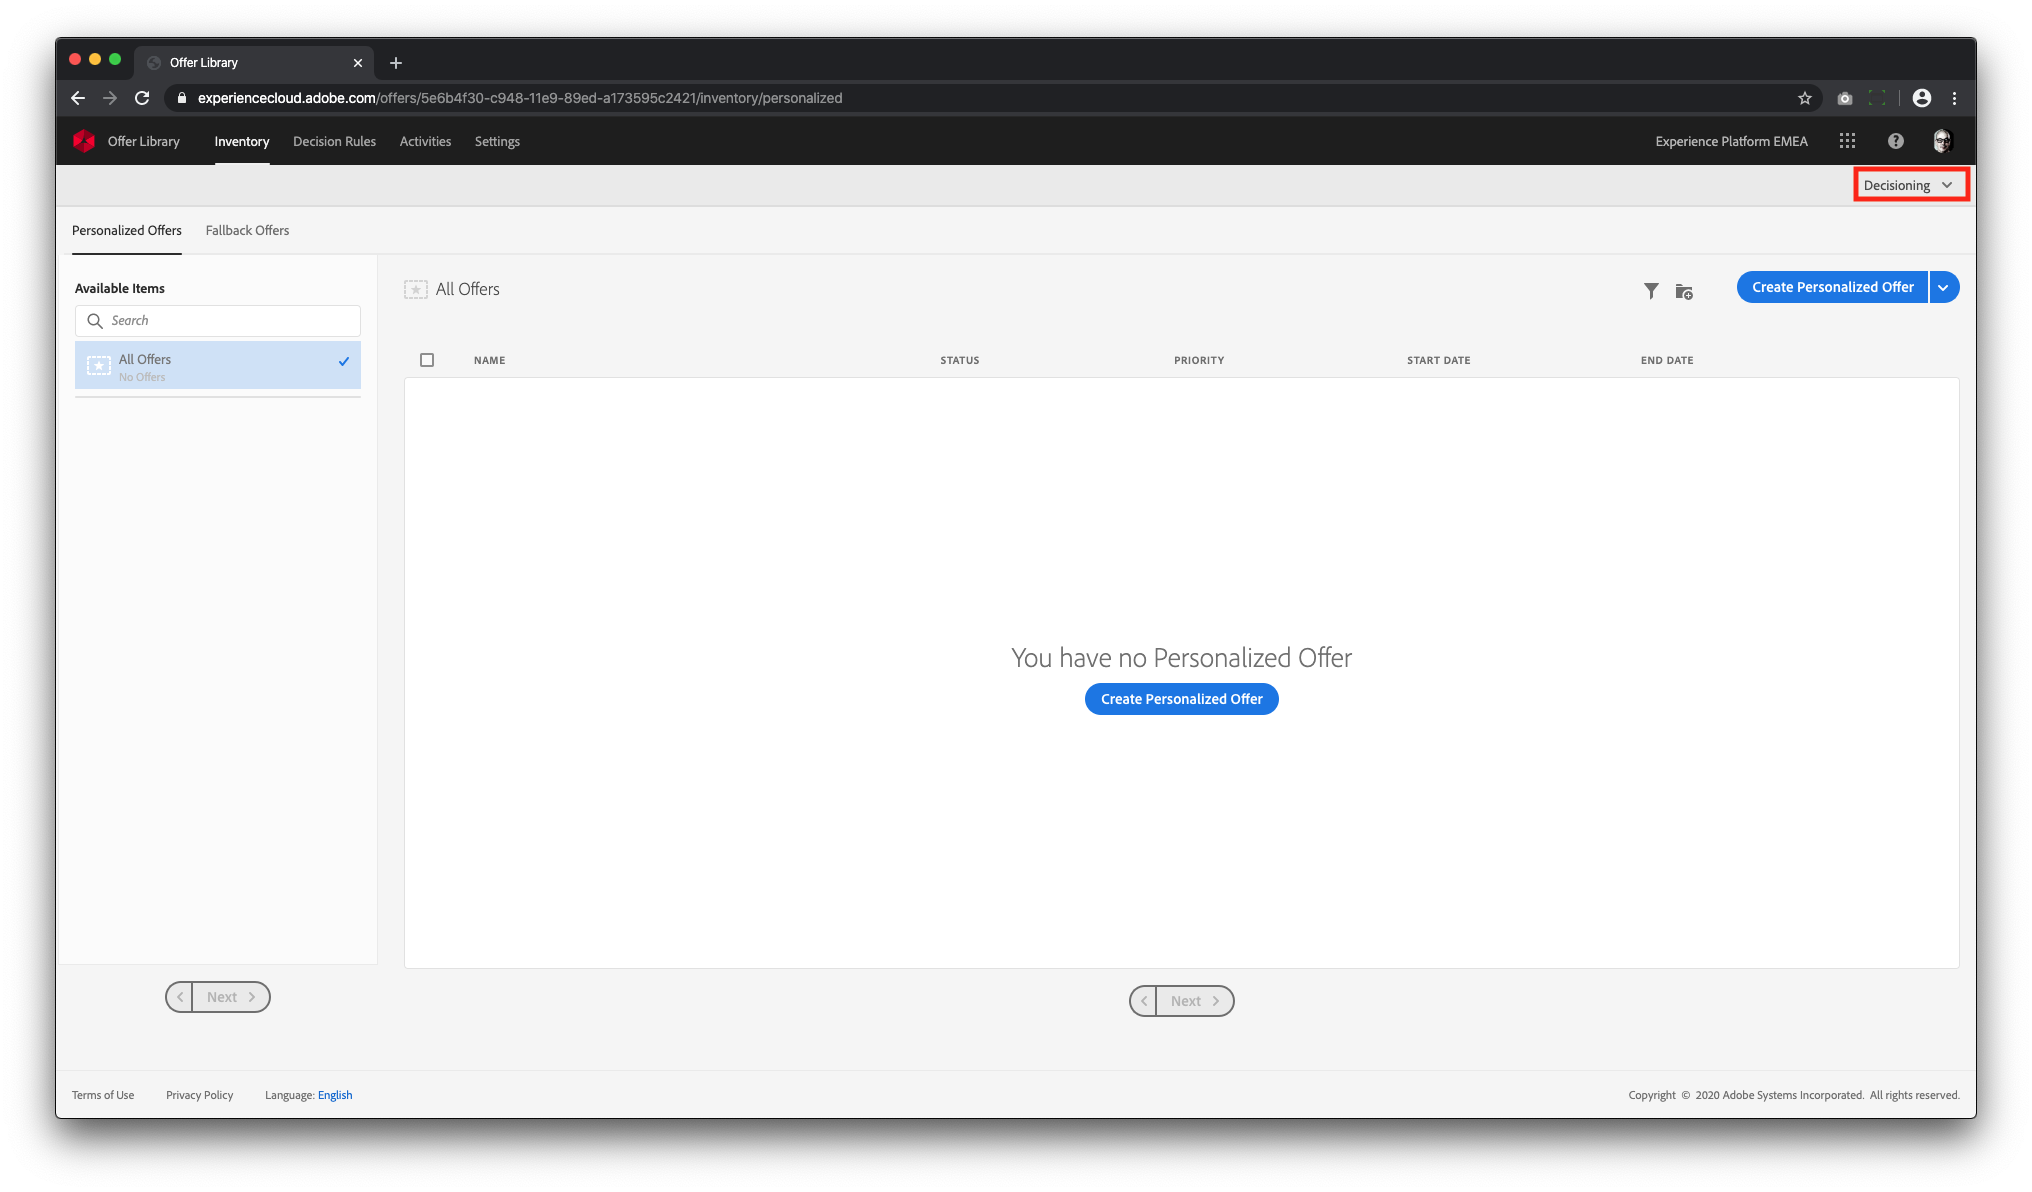 Offer Library
experiencecloud.adobe.com/offers/5e6b4f30-c948-11e9-89ed-a173595c2421/inventory/personalized
Offer Library Inventory Decision Rules Activities Settings Experience Platform EMEA
Decisioning
Personalized Offers Fallback Offers
Available Items
Search
All Offers
No Offers
All Offers
Create Personalized Offer
NAME STATUS PRIORITY START DATE END DATE
You have no Personalized Offer
Create Personalized Offer
Next
Next
Terms of Use Privacy Policy Language: English Copyright © 2020 Adobe Systems Incorporated. All rights reserved.